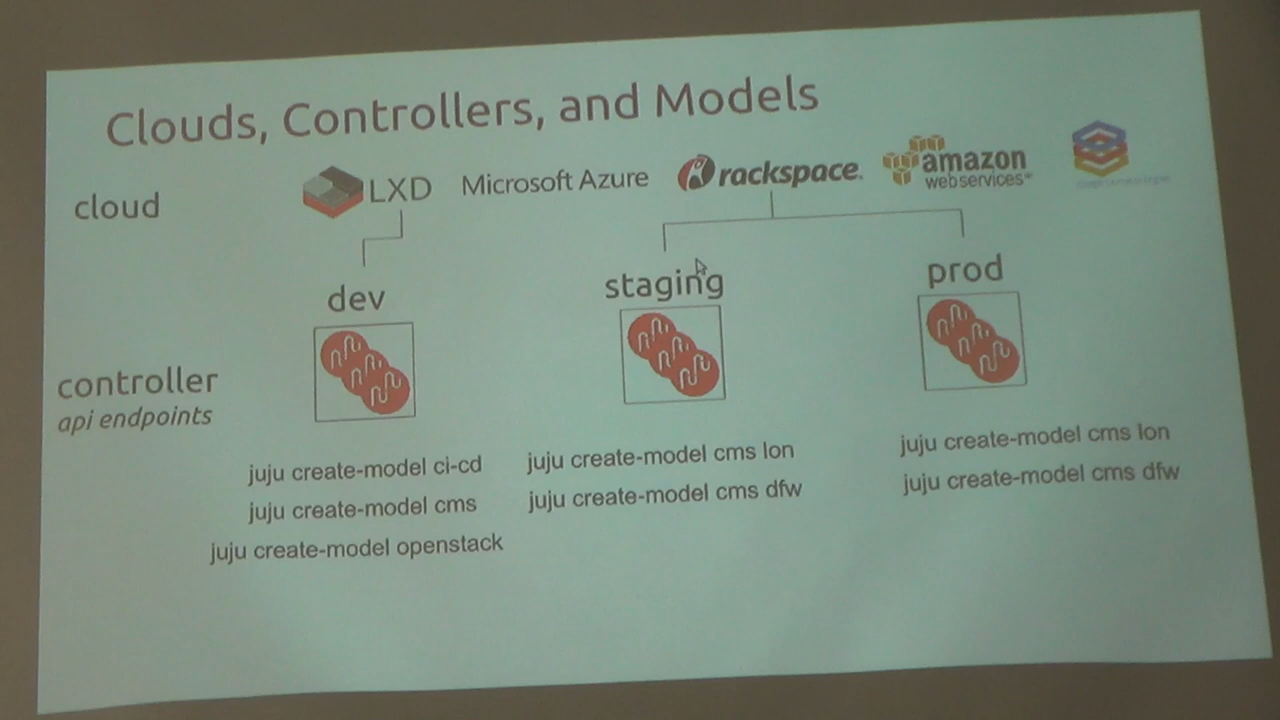 Clouds, Controllers, and Models
cloud
LXD
Microsoft Azure
rackspace.
amazon
webservices
dev
staging
prod
controller
api endpoints
juju create-model ci-cd
juju create-model cms
juju create-model openstack
juju create-model cms lon
juju create-model cms dfw
juju create-model cms lon
juju create-model cms dfw